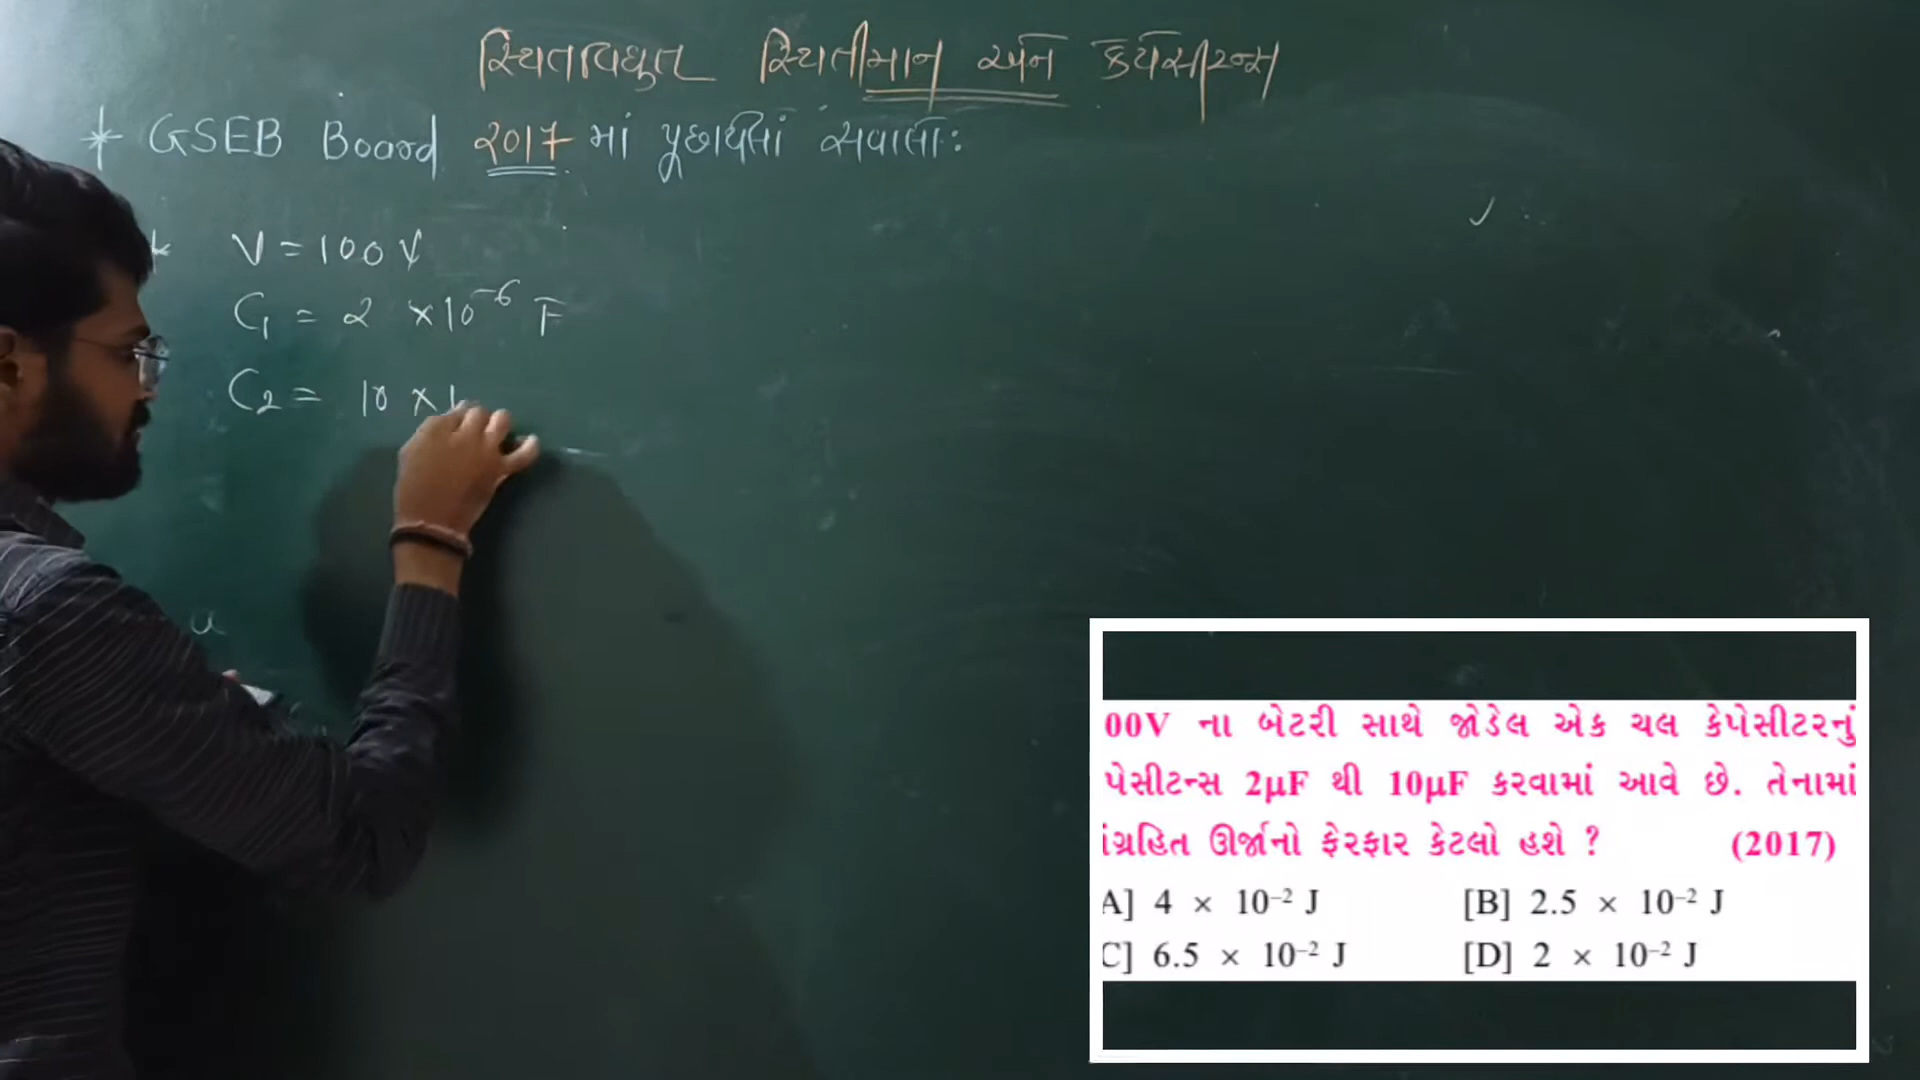 સ્થિતવિદ્યુત સ્થિતીમાન અને કેપેસીટન્સ
* GSEB Board ૨૦૧૭ માં પુછાયેલાં સવાલો:
V = 100 V
C₁ = 2 × 10⁻⁶ F
C₂ = 10 × 1
00V ના બેટરી સાથે જોડેલ એક ચલ કેપેસીટરનું
પેસીટન્સ 2μF થી 10μF કરવામાં આવે છે. તેનામાં
ંગ્રહિત ઊર્જાનો ફેરફાર કેટલો હશે ? (2017)
A] 4 × 10⁻² J [B] 2.5 × 10⁻² J
C] 6.5 × 10⁻² J [D] 2 × 10⁻² J